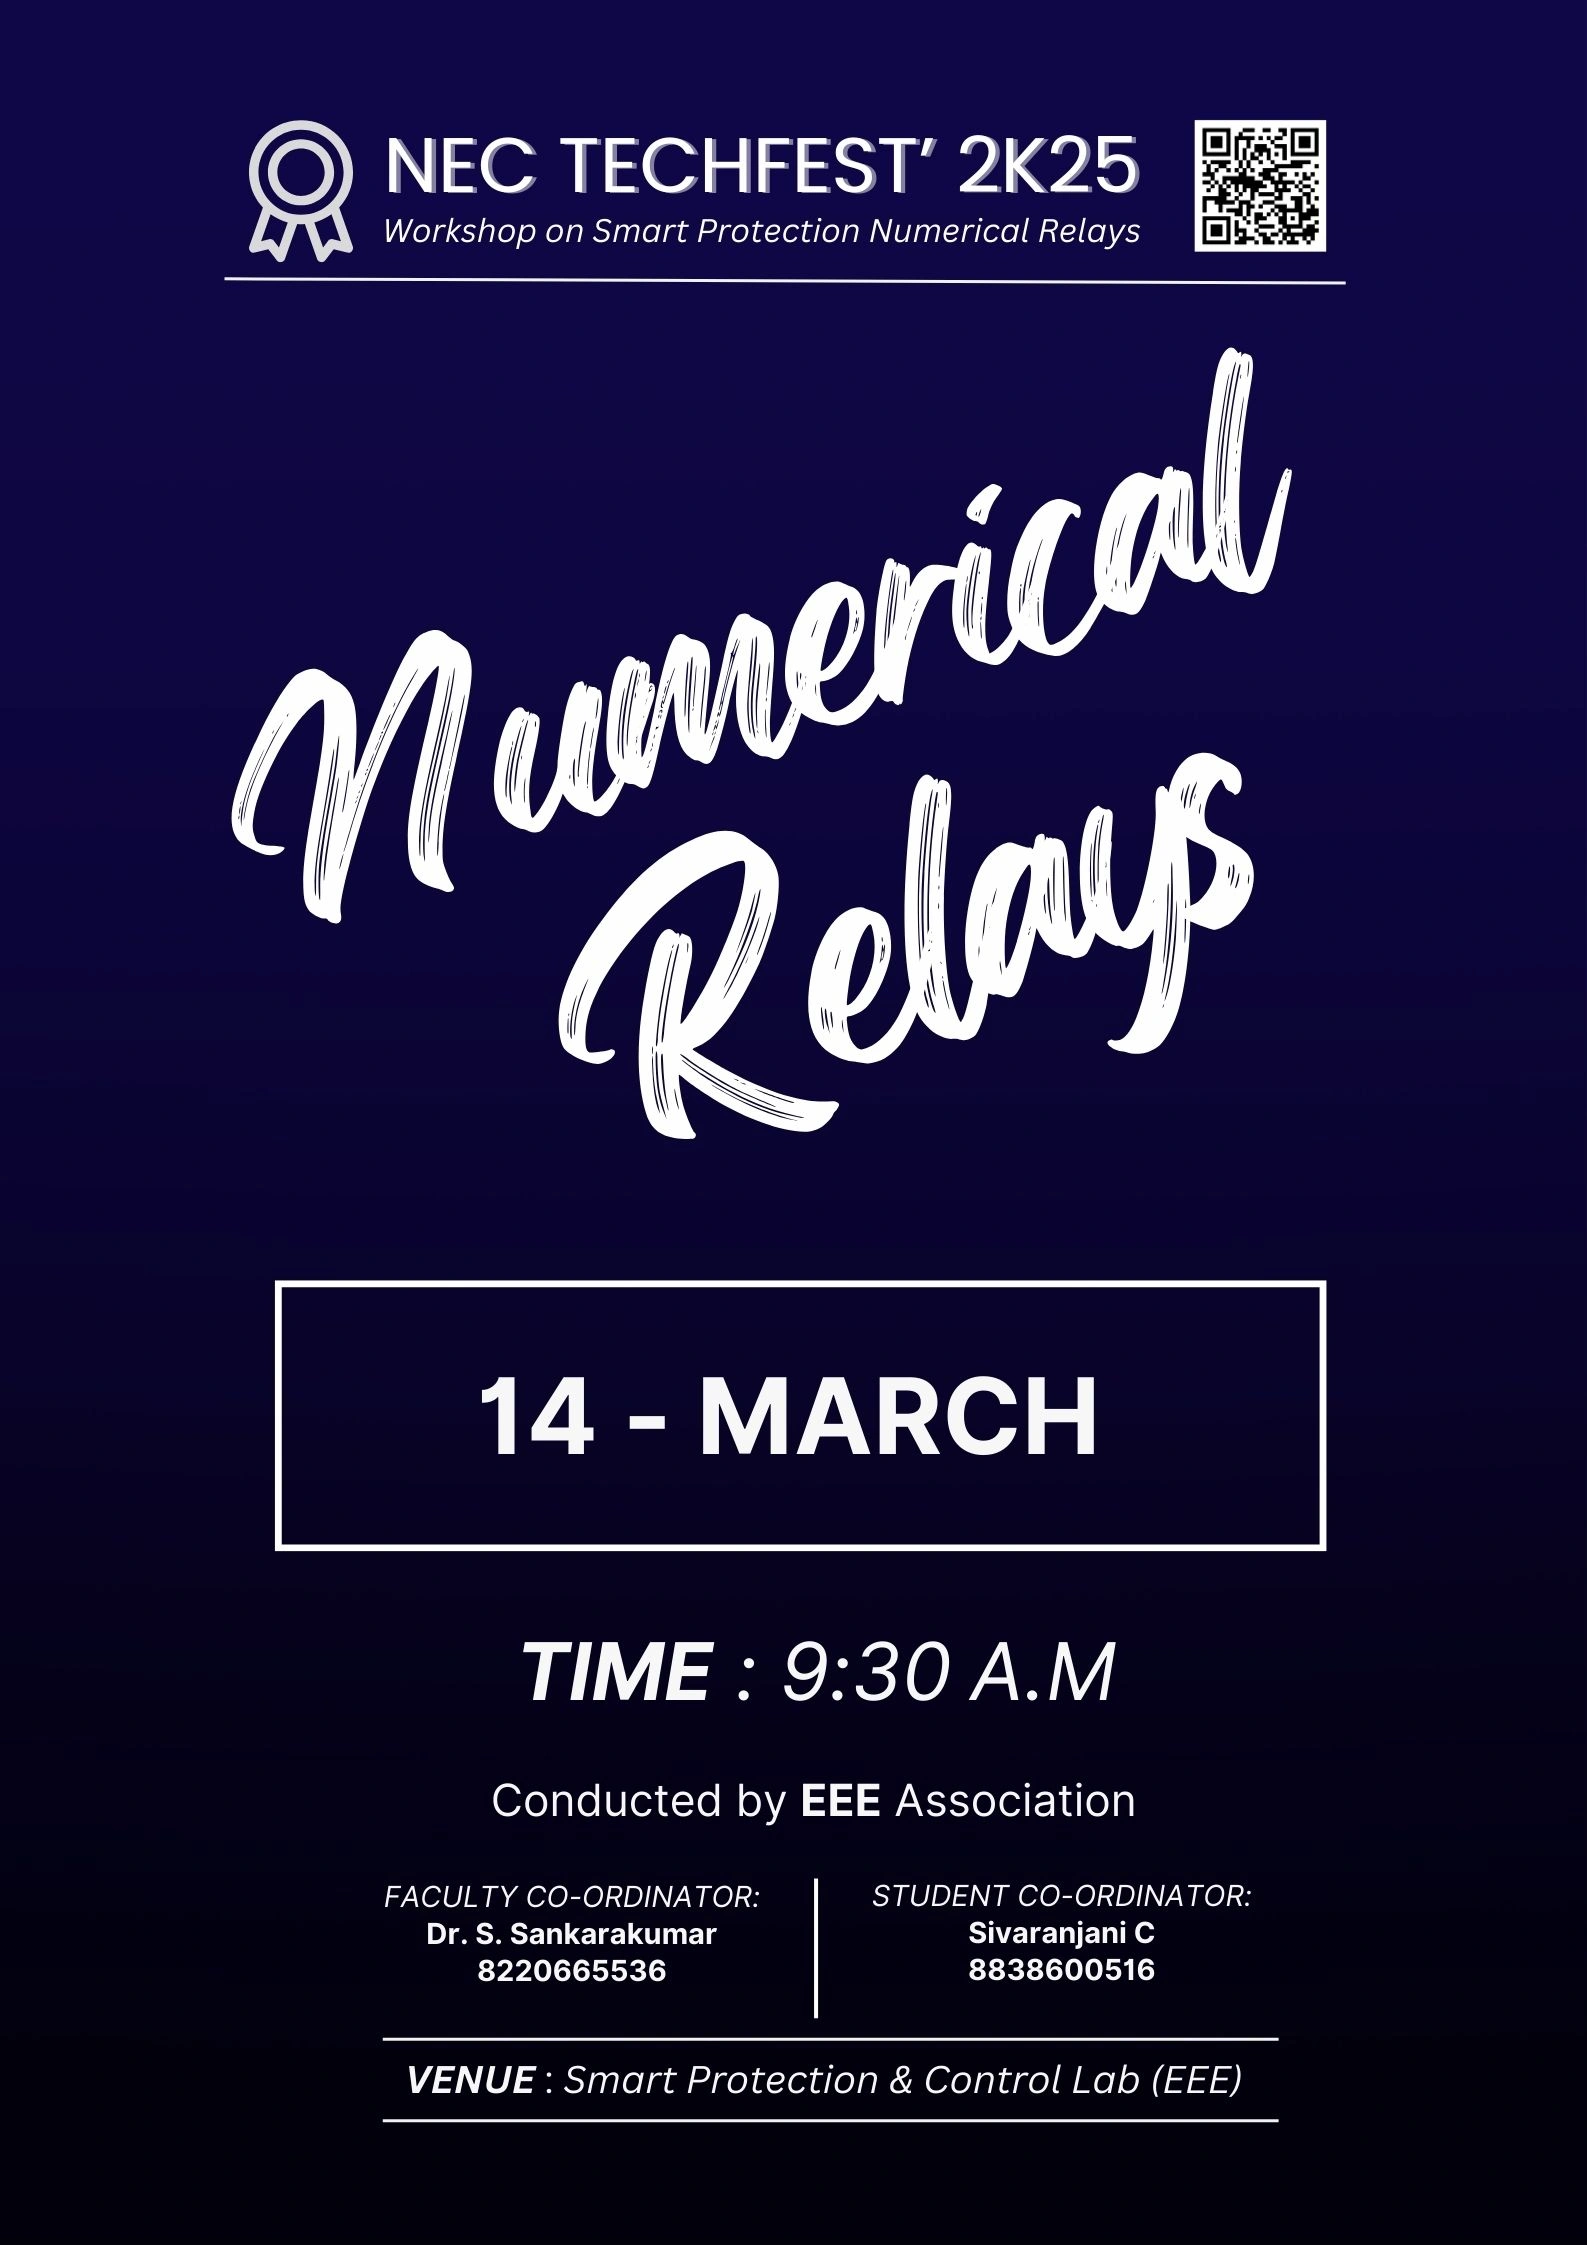 NEC TECHFEST’ 2K25
Workshop on Smart Protection Numerical Relays
Numerical
Relays
14 - MARCH
TIME : 9:30 A.M
Conducted by EEE Association
FACULTY CO-ORDINATOR:
Dr. S. Sankarakumar
8220665536
STUDENT CO-ORDINATOR:
Sivaranjani C
8838600516
VENUE : Smart Protection & Control Lab (EEE)